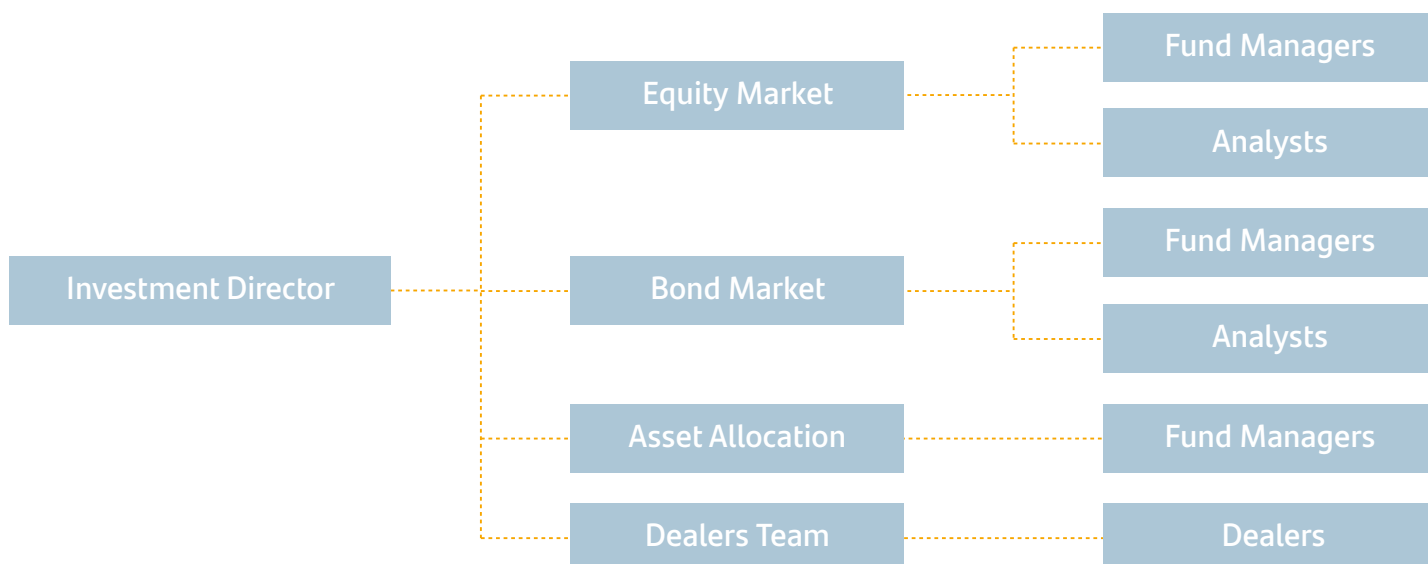 Fund Managers
Equity Market
Analysts
Fund Managers
Investment Director
Bond Market
Analysts
Asset Allocation
Fund Managers
Dealers Team
Dealers